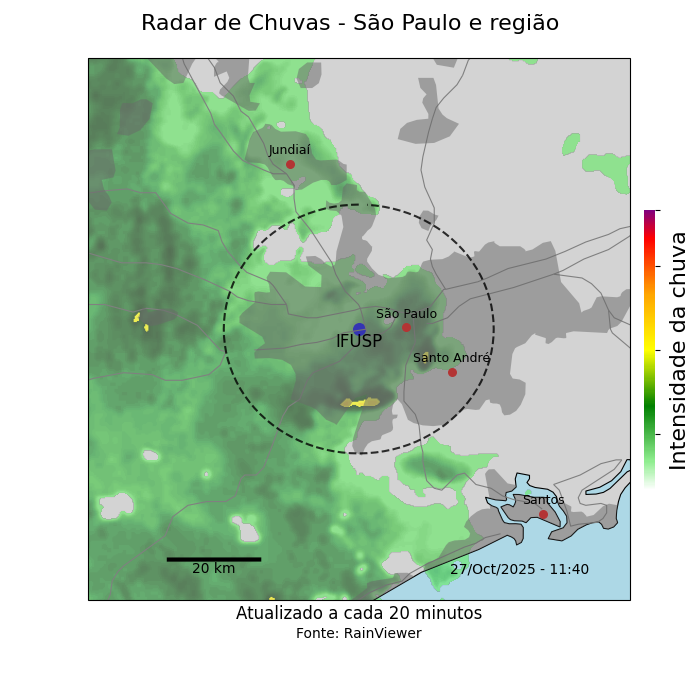 Radar de Chuvas - São Paulo e região
Jundiaí
São Paulo
IFUSP
Santo André
Santos
20 km
27/Oct/2025 - 11:40
Intensidade da chuva
Atualizado a cada 20 minutos
Fonte: RainViewer